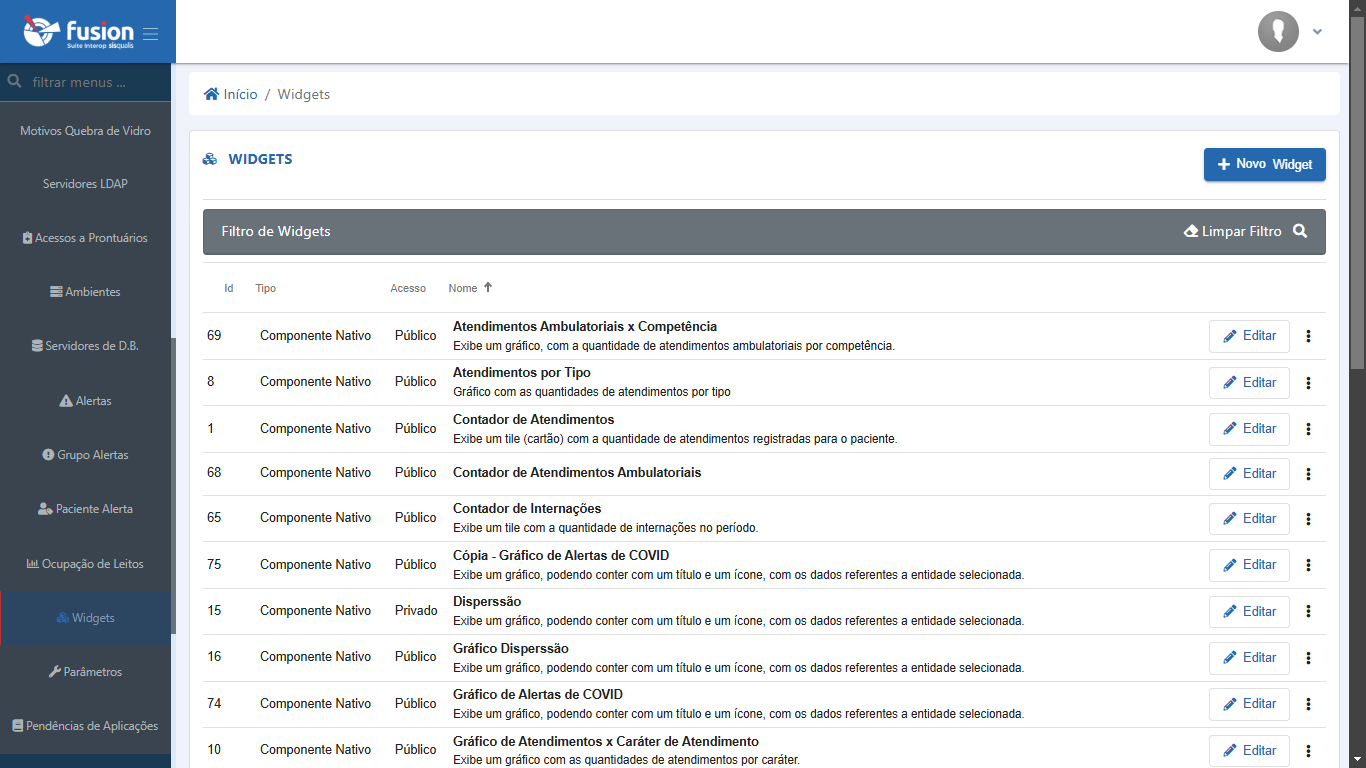 fusion
Suite Interop sisqualis
filtrar menus ...
Motivos Quebra de Vidro
Servidores LDAP
Acessos a Prontuários
Ambientes
Servidores de D.B.
Alertas
Grupo Alertas
Paciente Alerta
Ocupação de Leitos
Widgets
Parâmetros
Pendências de Aplicações
Início / Widgets
WIDGETS
Novo Widget
Filtro de Widgets
Limpar Filtro
Id Tipo Acesso Nome
69 Componente Nativo Público Atendimentos Ambulatoriais x Competência Editar
Exibe um gráfico, com a quantidade de atendimentos ambulatoriais por competência.
8 Componente Nativo Público Atendimentos por Tipo Editar
Gráfico com as quantidades de atendimentos por tipo
1 Componente Nativo Público Contador de Atendimentos Editar
Exibe um tile (cartão) com a quantidade de atendimentos registradas para o paciente.
68 Componente Nativo Público Contador de Atendimentos Ambulatoriais Editar
65 Componente Nativo Público Contador de Internações Editar
Exibe um tile com a quantidade de internações no período.
75 Componente Nativo Público Cópia - Gráfico de Alertas de COVID Editar
Exibe um gráfico, podendo conter com um título e um ícone, com os dados referentes a entidade selecionada.
15 Componente Nativo Privado Disperssão Editar
Exibe um gráfico, podendo conter com um título e um ícone, com os dados referentes a entidade selecionada.
16 Componente Nativo Público Gráfico Disperssão Editar
Exibe um gráfico, podendo conter com um título e um ícone, com os dados referentes a entidade selecionada.
74 Componente Nativo Público Gráfico de Alertas de COVID Editar
Exibe um gráfico, podendo conter com um título e um ícone, com os dados referentes a entidade selecionada.
10 Componente Nativo Público Gráfico de Atendimentos x Caráter de Atendimento Editar
Exibe um gráfico com as quantidades de atendimentos por caráter.